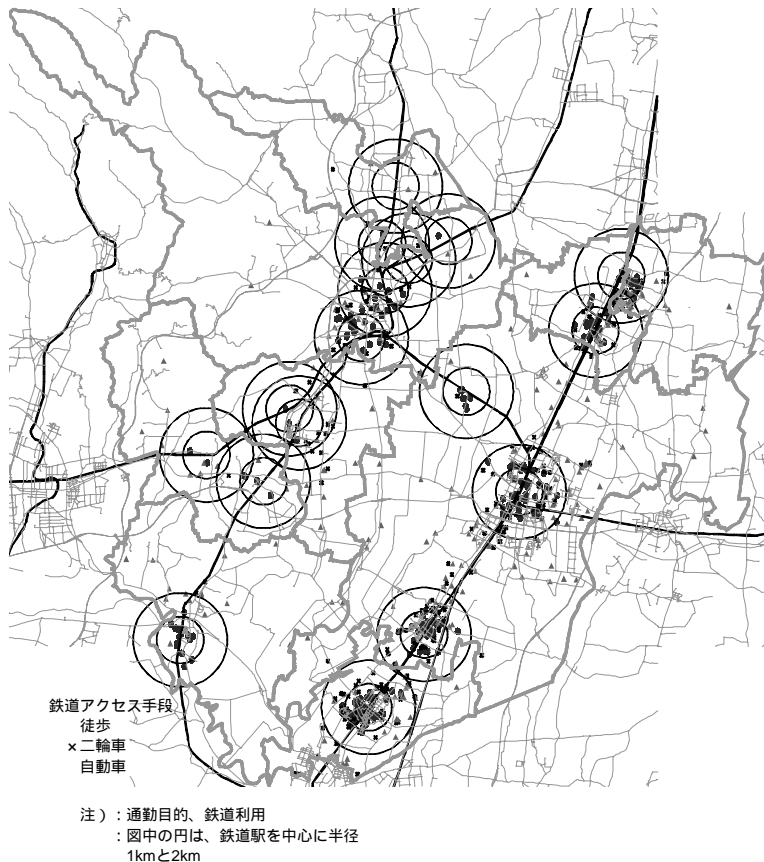 鉄道アクセス手段
徒歩
×二輪車
自動車
注）：通勤目的、鉄道利用
：図中の円は、鉄道駅を中心に半径
1kmと2km